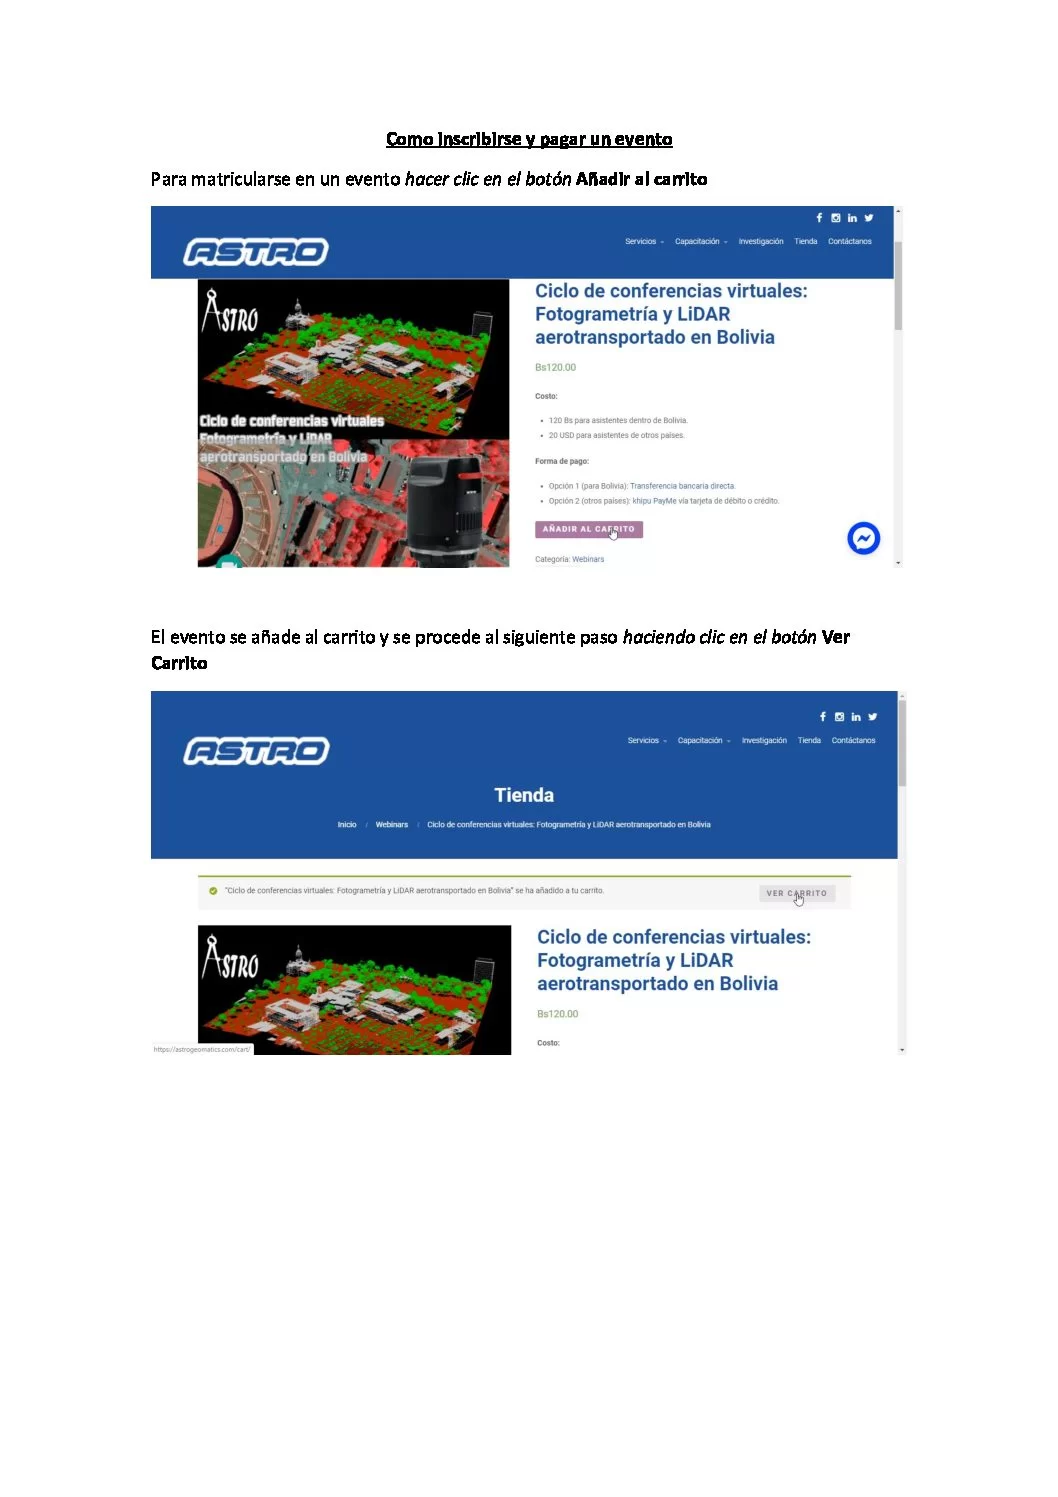 Como inscribirse y pagar un evento
Para matricularse en un evento hacer clic en el botón Añadir al carrito
ASTRO
Servicios
Capacitación
Investigación
Tienda
Contáctanos
ASTRO
Ciclo de conferencias virtuales
Fotogrametría y LiDAR
aerotransportado en Bolivia
Ciclo de conferencias virtuales:
Fotogrametría y LiDAR
aerotransportado en Bolivia
Bs120.00
Costo:
120 Bs para asistentes dentro de Bolivia.
20 USD para asistentes de otros países.
Forma de pago:
Opción 1 (para Bolivia): Transferencia bancaria directa.
Opción 2 (otros países): khipu PayMe vía tarjeta de débito o crédito.
AÑADIR AL CARRITO
Categoría: Webinars
El evento se añade al carrito y se procede al siguiente paso haciendo clic en el botón Ver
Carrito
ASTRO
Servicios
Capacitación
Investigación
Tienda
Contáctanos
Tienda
Inicio / Webinars / Ciclo de conferencias virtuales: Fotogrametría y LiDAR aerotransportado en Bolivia
"Ciclo de conferencias virtuales: Fotogrametría y LiDAR aerotransportado en Bolivia" se ha añadido a tu carrito.
VER CARRITO
ASTRO
Ciclo de conferencias virtuales:
Fotogrametría y LiDAR
aerotransportado en Bolivia
Bs120.00
Costo:
https://astrogeomatics.com/cart/